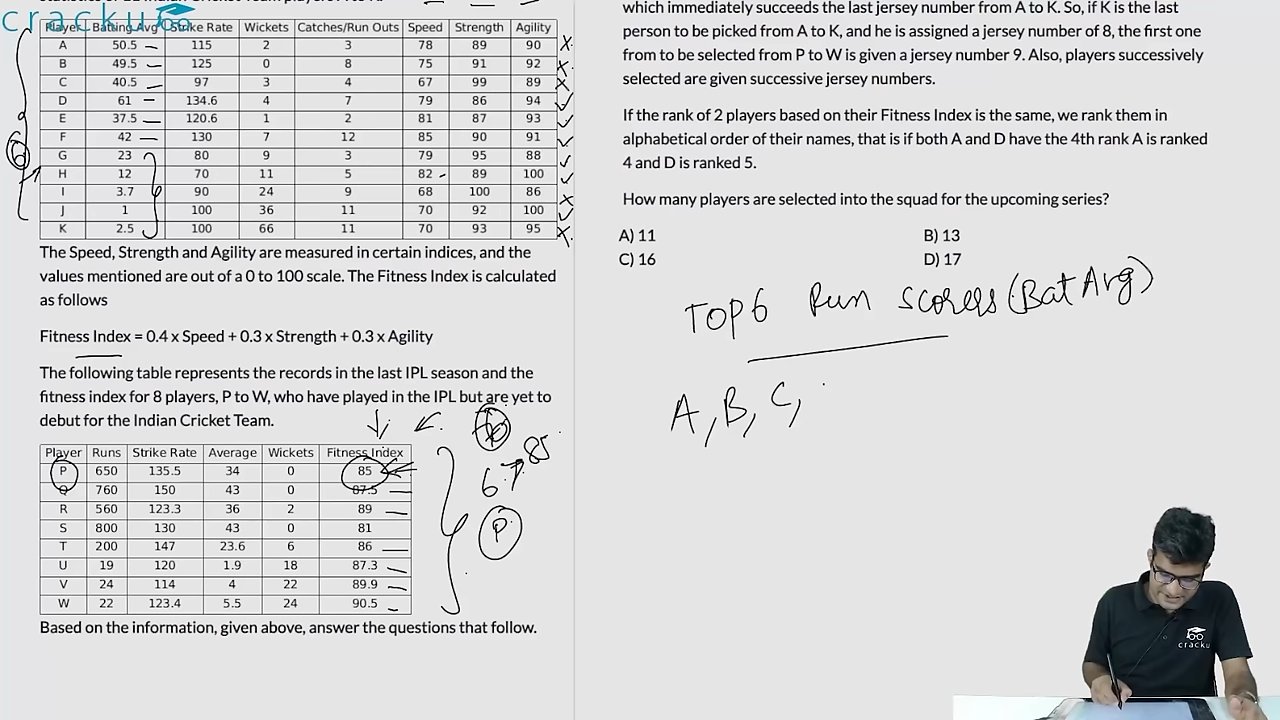 cracku
Player Batting Avg Strike Rate Wickets Catches/Run Outs Speed Strength Agility
A 50.5 115 2 3 78 89 90
B 49.5 125 0 8 75 91 92
C 40.5 97 3 4 67 99 89
D 61 134.6 4 7 79 86 94
E 37.5 120.6 1 2 81 87 93
F 42 130 7 12 85 90 91
G 23 80 9 3 79 95 88
H 12 70 11 5 82 89 100
I 3.7 90 24 9 68 100 86
J 1 100 36 11 70 92 100
K 2.5 100 66 11 70 93 95
6
The Speed, Strength and Agility are measured in certain indices, and the
values mentioned are out of a 0 to 100 scale. The Fitness Index is calculated
as follows
Fitness Index = 0.4 x Speed + 0.3 x Strength + 0.3 x Agility
The following table represents the records in the last IPL season and the
fitness index for 8 players, P to W, who have played in the IPL but are yet to
debut for the Indian Cricket Team.
Player Runs Strike Rate Average Wickets Fitness Index
P 650 135.5 34 0 85
Q 760 150 43 0 87.5
R 560 123.3 36 2 89
S 800 130 43 0 81
T 200 147 23.6 6 86
U 19 120 1.9 18 87.3
V 24 114 4 22 89.9
W 22 123.4 5.5 24 90.5
6 85
P
Based on the information, given above, answer the questions that follow.
which immediately succeeds the last jersey number from A to K. So, if K is the last
person to be picked from A to K, and he is assigned a jersey number of 8, the first one
from to be selected from P to W is given a jersey number 9. Also, players successively
selected are given successive jersey numbers.
If the rank of 2 players based on their Fitness Index is the same, we rank them in
alphabetical order of their names, that is if both A and D have the 4th rank A is ranked
4 and D is ranked 5.
How many players are selected into the squad for the upcoming series?
A) 11 B) 13
C) 16 D) 17
TOP 6 Run Scorers (Bat Avg)
A, B, C,
cracku